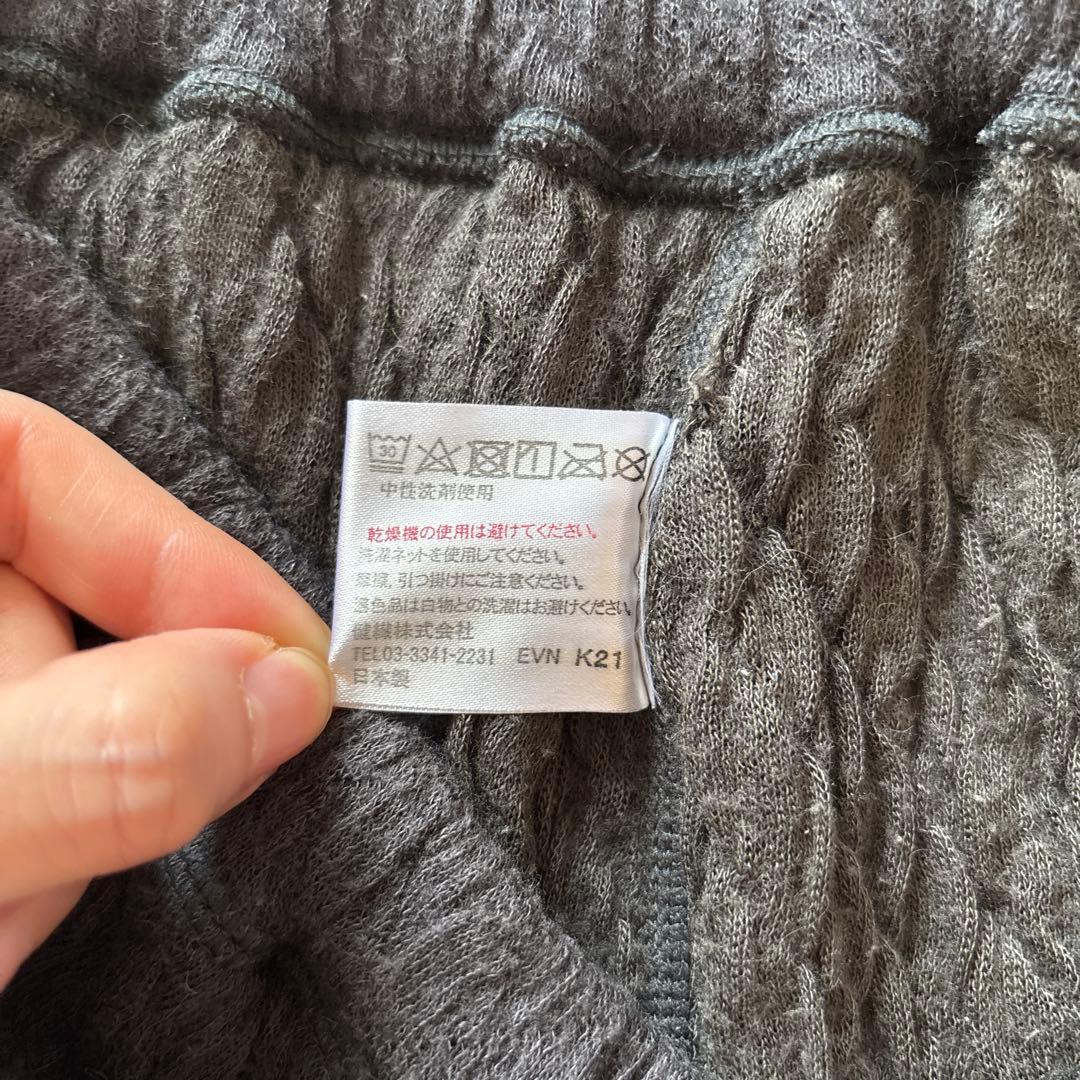 30
中性洗剤使用
乾燥機の使用は避けてください。
洗濯ネットを使用してください。
摩擦、引っ掛けにご注意ください。
濃色品は白物との洗濯はお避けください。
健繊株式会社
TEL03-3341-2231 EVN K21
日本製